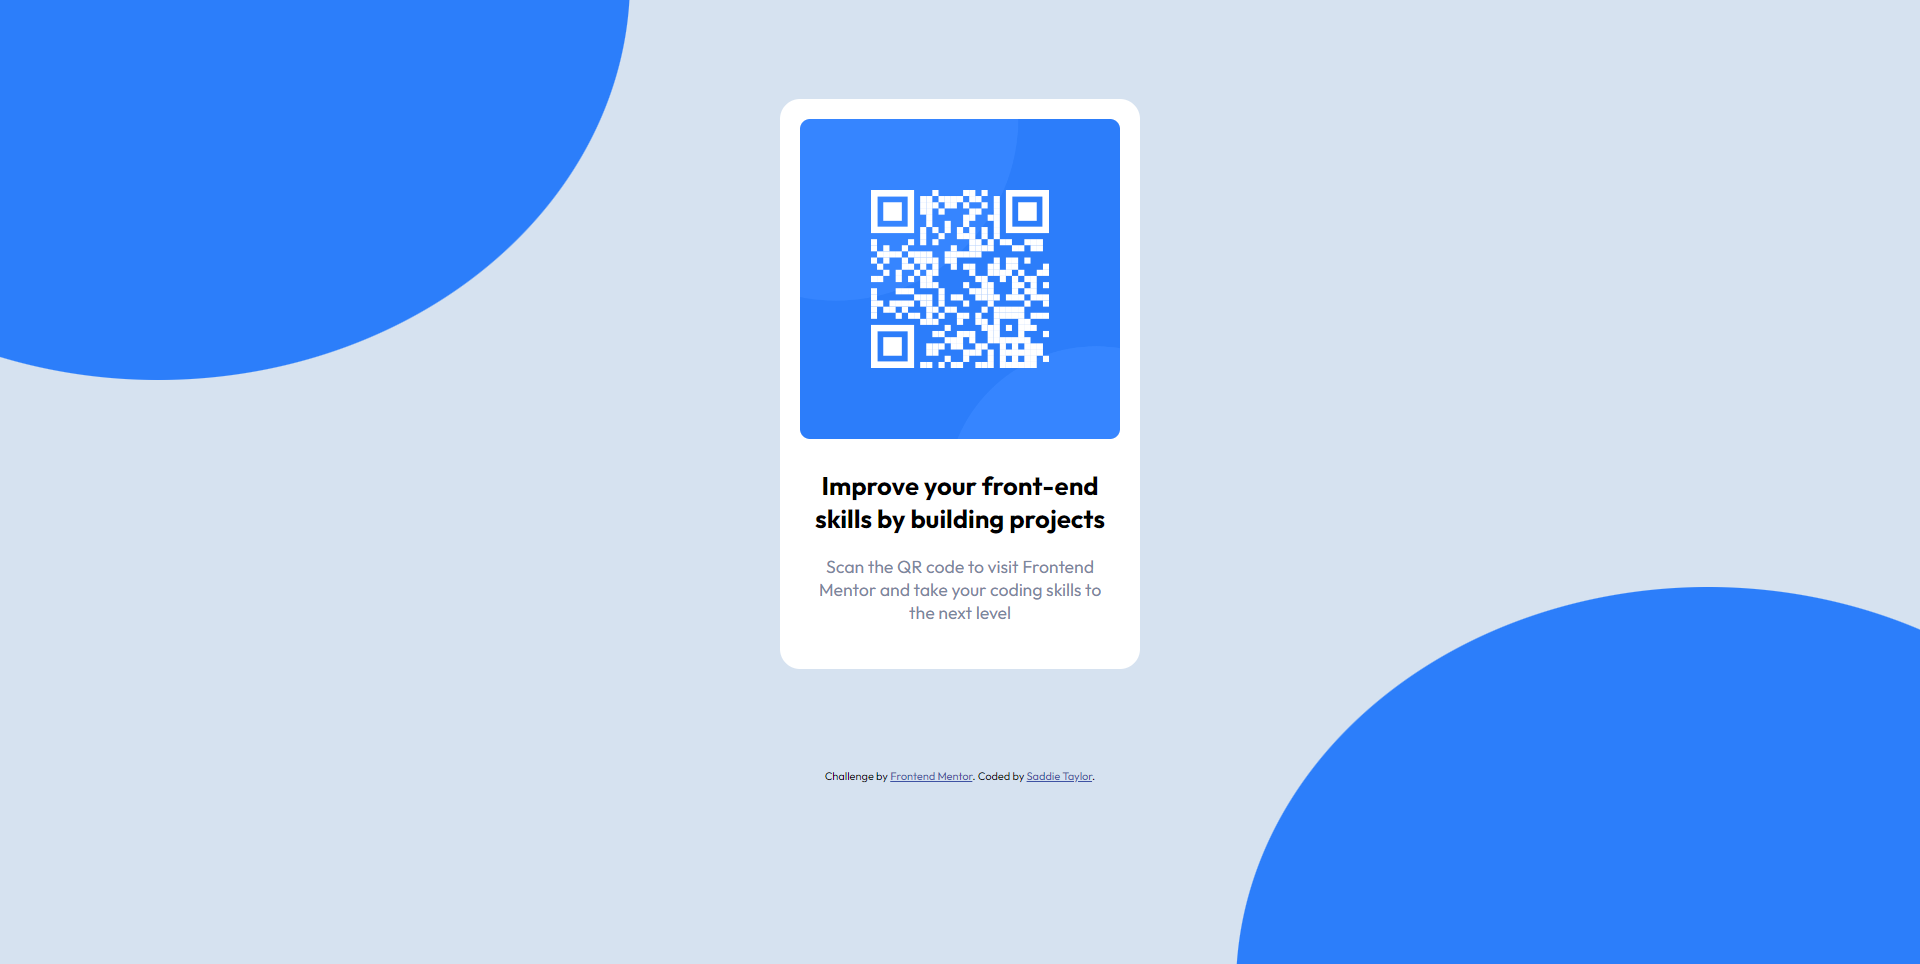 Improve your front-end
skills by building projects
Scan the QR code to visit Frontend
Mentor and take your coding skills to
the next level
Challenge by Frontend Mentor. Coded by Saddie Taylor.